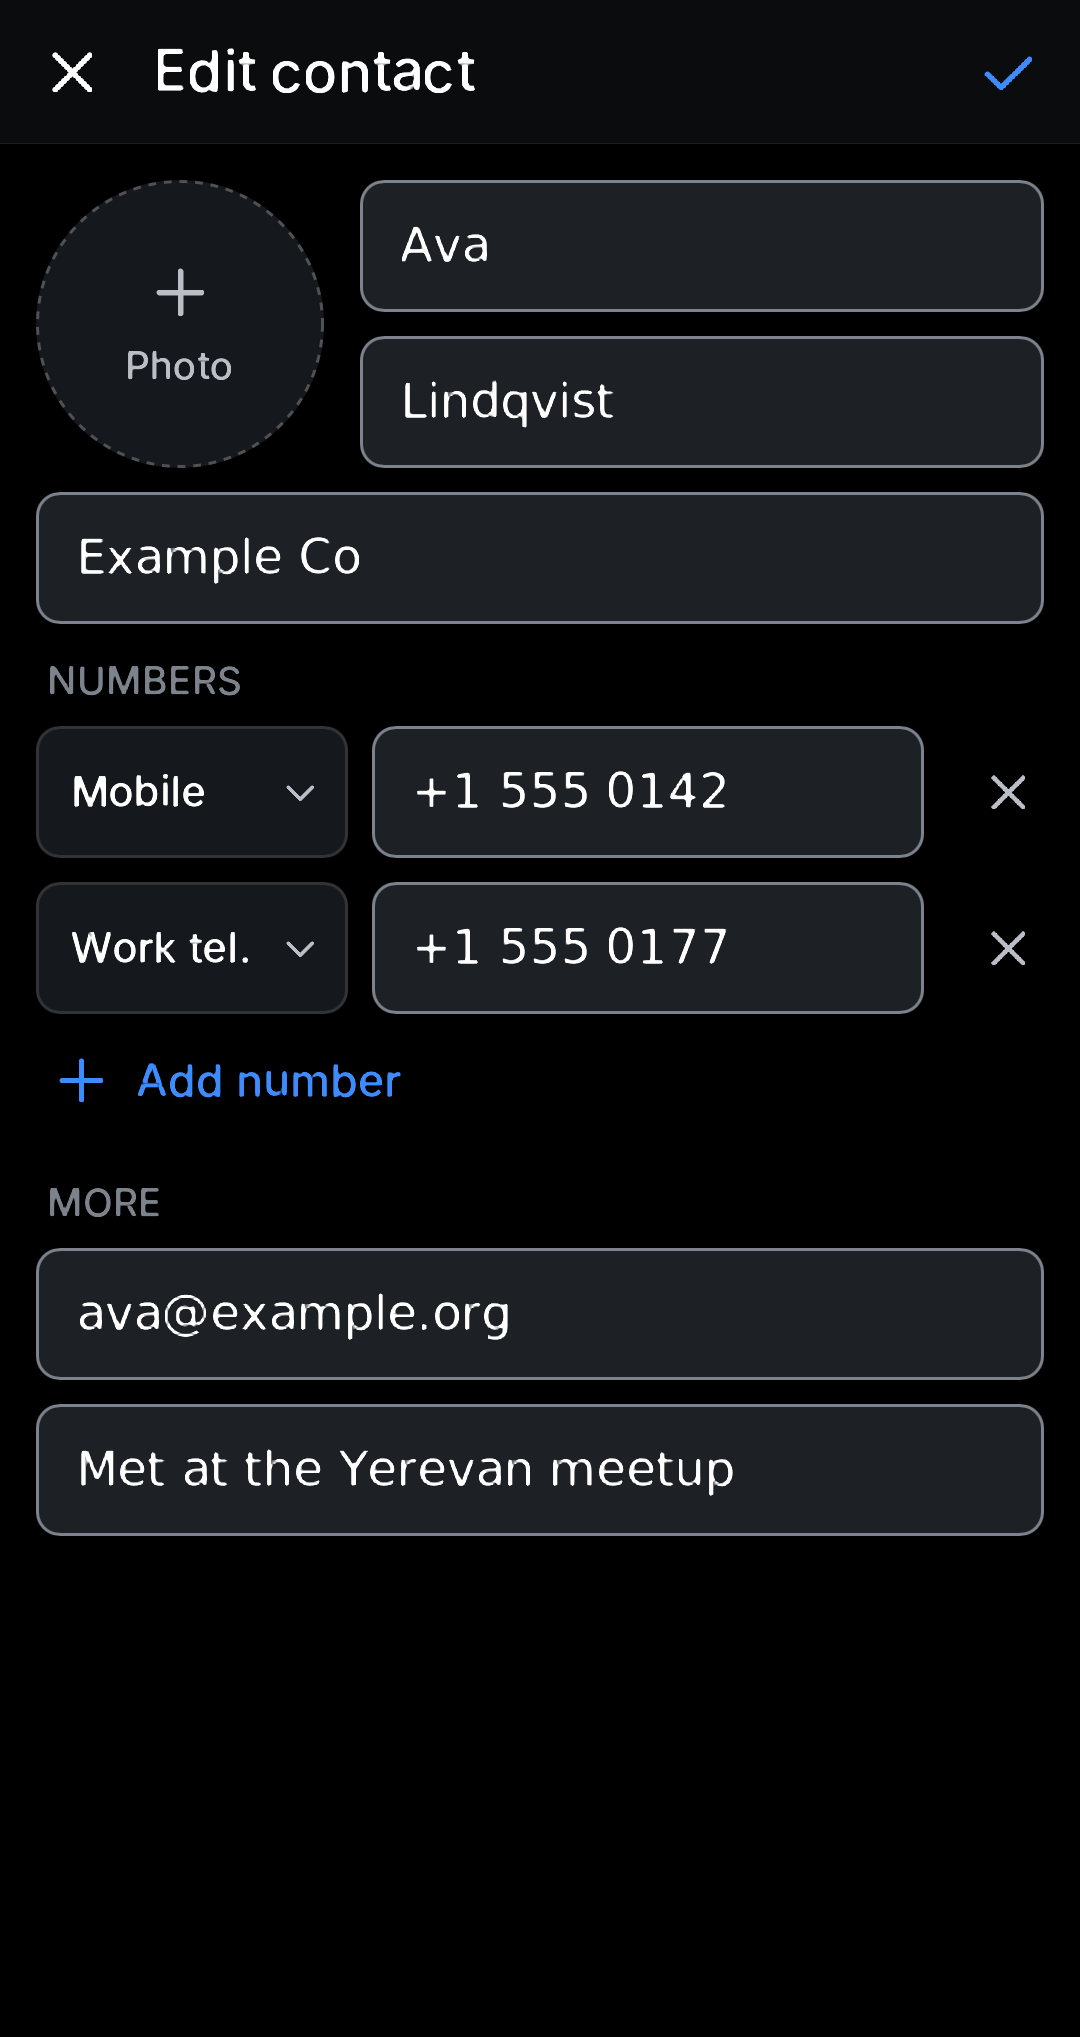 Edit contact
Photo
Ava
Lindqvist
Example Co
NUMBERS
Mobile
+1 555 0142
Work tel.
+1 555 0177
Add number
MORE
ava@example.org
Met at the Yerevan meetup